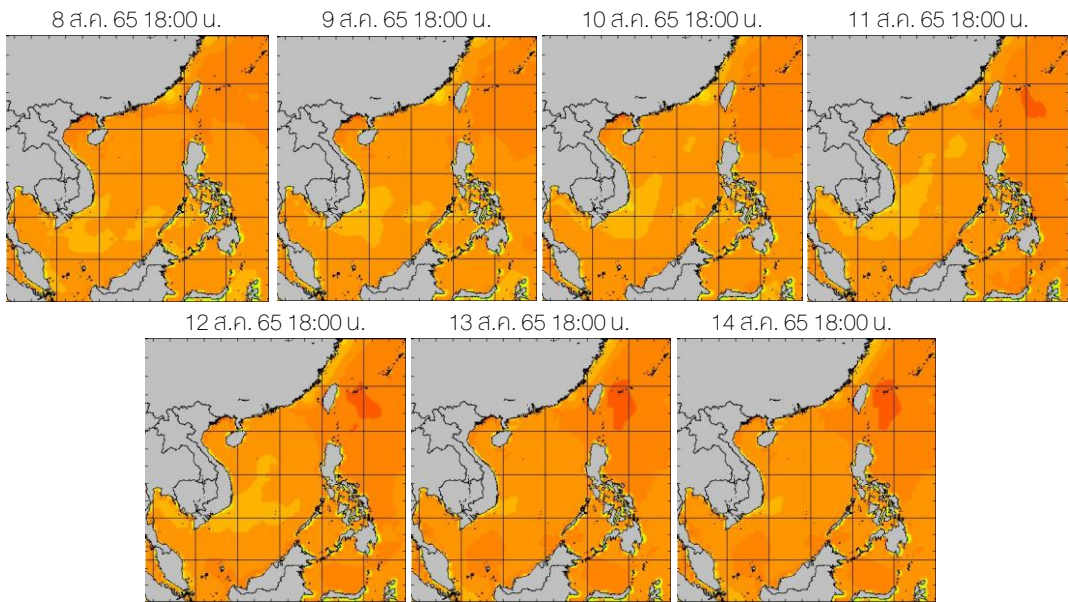 8 ส.ค. 65 18:00 น.
9 ส.ค. 65 18:00 น.
10 ส.ค. 65 18:00 น.
11 ส.ค. 65 18:00 น.
12 ส.ค. 65 18:00 น.
13 ส.ค. 65 18:00 น.
14 ส.ค. 65 18:00 น.